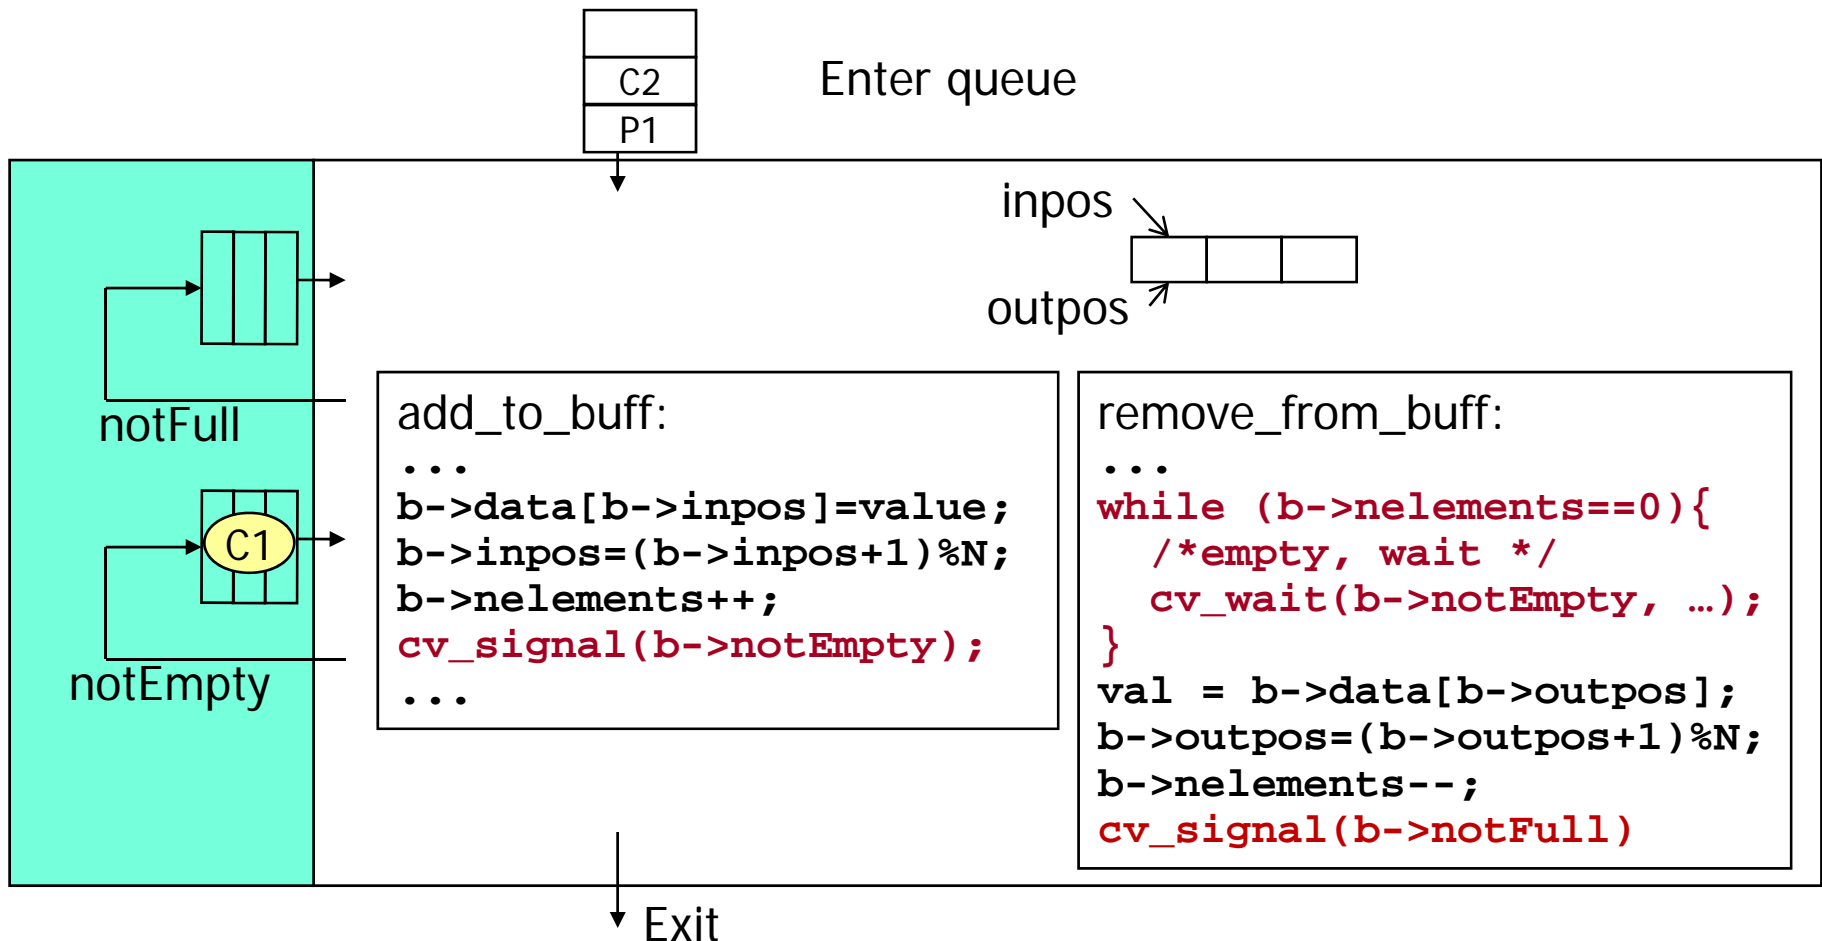 C2
P1
Enter queue
inpos
outpos
notFull
C1
notEmpty
add_to_buff:
...
b->data[b->inpos]=value;
b->inpos=(b->inpos+1)%N;
b->nelements++;
cv_signal(b->notEmpty);
...
remove_from_buff:
...
while (b->nelements==0){
/*empty, wait */
cv_wait(b->notEmpty, …);
}
val = b->data[b->outpos];
b->outpos=(b->outpos+1)%N;
b->nelements--;
cv_signal(b->notFull)
Exit